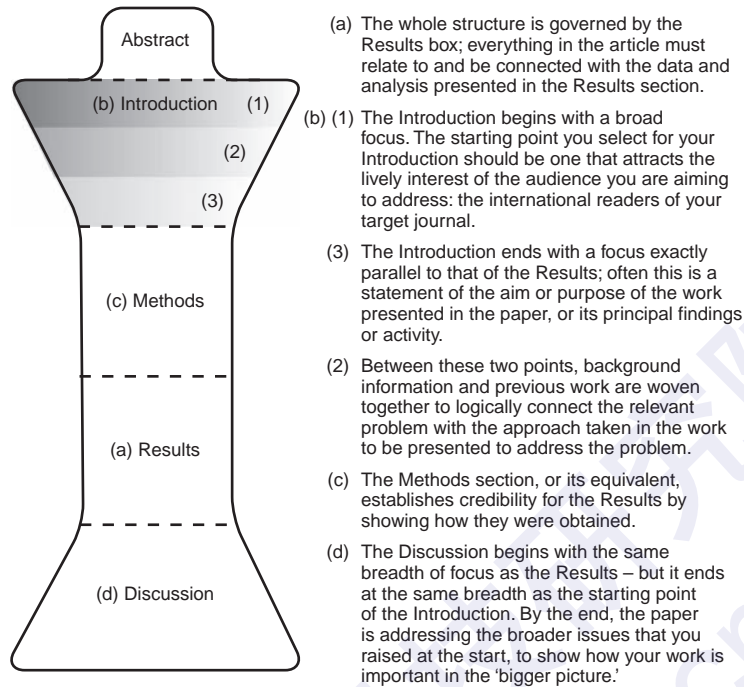 Abstract
(b) Introduction (1)
(2)
(3)
(c) Methods
(a) Results
(d) Discussion
(a) The whole structure is governed by the
Results box; everything in the article must
relate to and be connected with the data and
analysis presented in the Results section.
(b) (1) The Introduction begins with a broad
focus. The starting point you select for your
Introduction should be one that attracts the
lively interest of the audience you are aiming
to address: the international readers of your
target journal.
(3) The Introduction ends with a focus exactly
parallel to that of the Results; often this is a
statement of the aim or purpose of the work
presented in the paper, or its principal findings
or activity.
(2) Between these two points, background
information and previous work are woven
together to logically connect the relevant
problem with the approach taken in the work
to be presented to address the problem.
(c) The Methods section, or its equivalent,
establishes credibility for the Results by
showing how they were obtained.
(d) The Discussion begins with the same
breadth of focus as the Results – but it ends
at the same breadth as the starting point
of the Introduction. By the end, the paper
is addressing the broader issues that you
raised at the start, to show how your work is
important in the ‘bigger picture.’